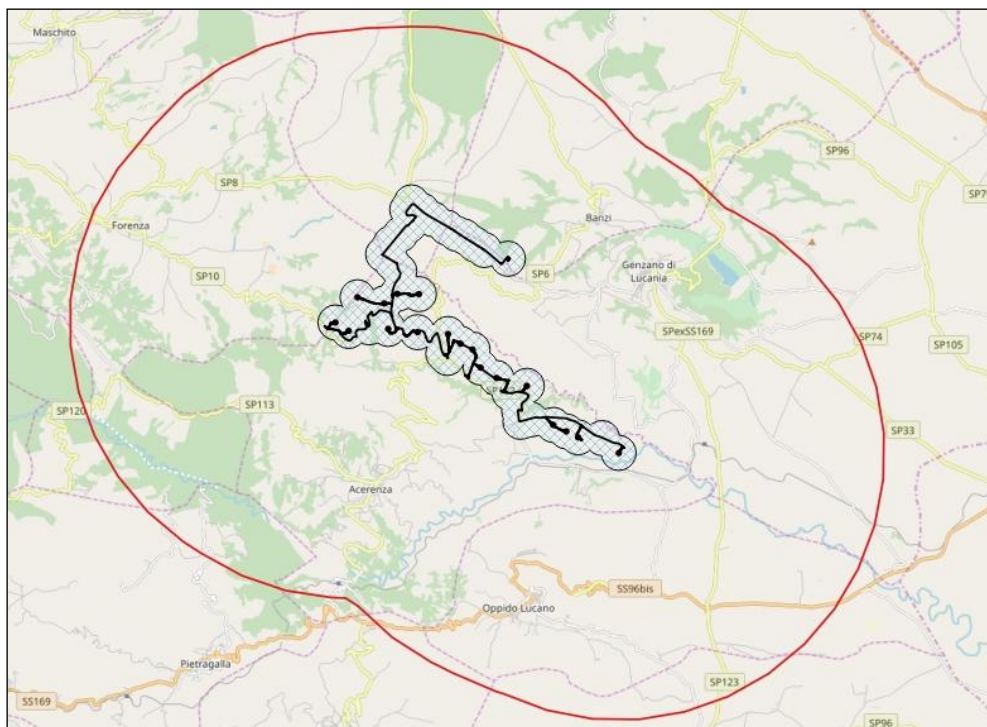 Maschito
SP96
SP8
SP7
Forenza
Banzi
SP10
SP6
Genzano di
Lucania
SPexSS169
SP74
SP105
SP120
SP113
SP33
Acerenza
SS96bis
Oppido Lucano
Pietragalla
SP123
SS169
SP96